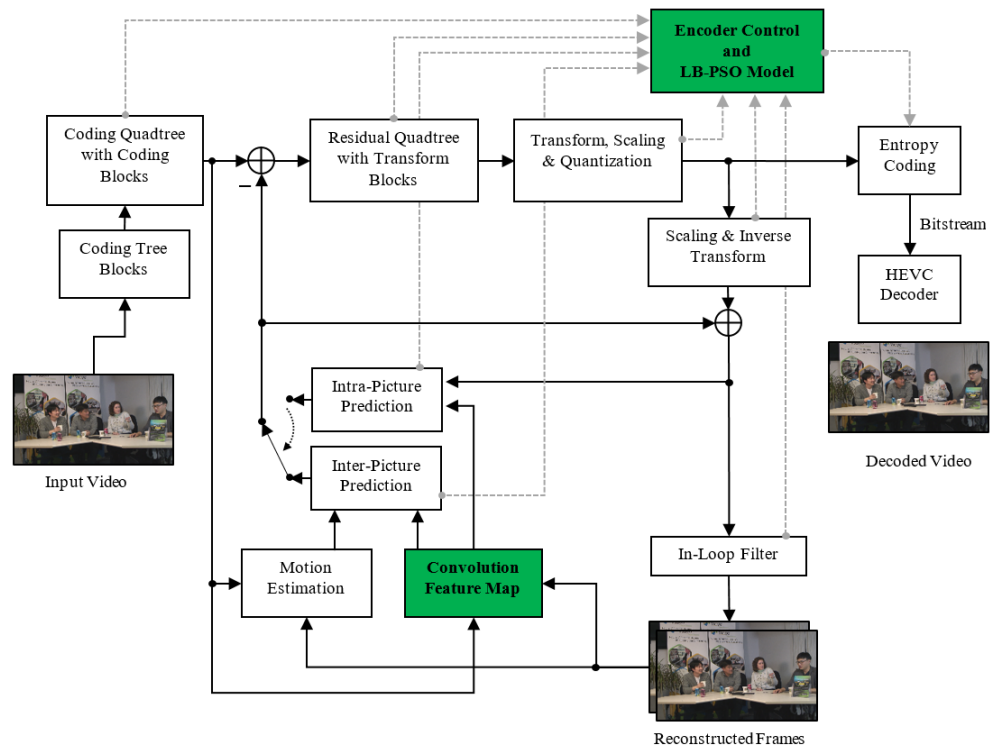 Encoder Control
and
LB-PSO Model
Coding Quadtree
with Coding
Blocks
Residual Quadtree
with Transform
Blocks
Transform, Scaling
& Quantization
Entropy
Coding
–
Coding Tree
Blocks
Scaling & Inverse
Transform
Bitstream
HEVC
Decoder
Intra-Picture
Prediction
Inter-Picture
Prediction
Input Video
Decoded Video
Motion
Estimation
Convolution
Feature Map
In-Loop Filter
Reconstructed Frames